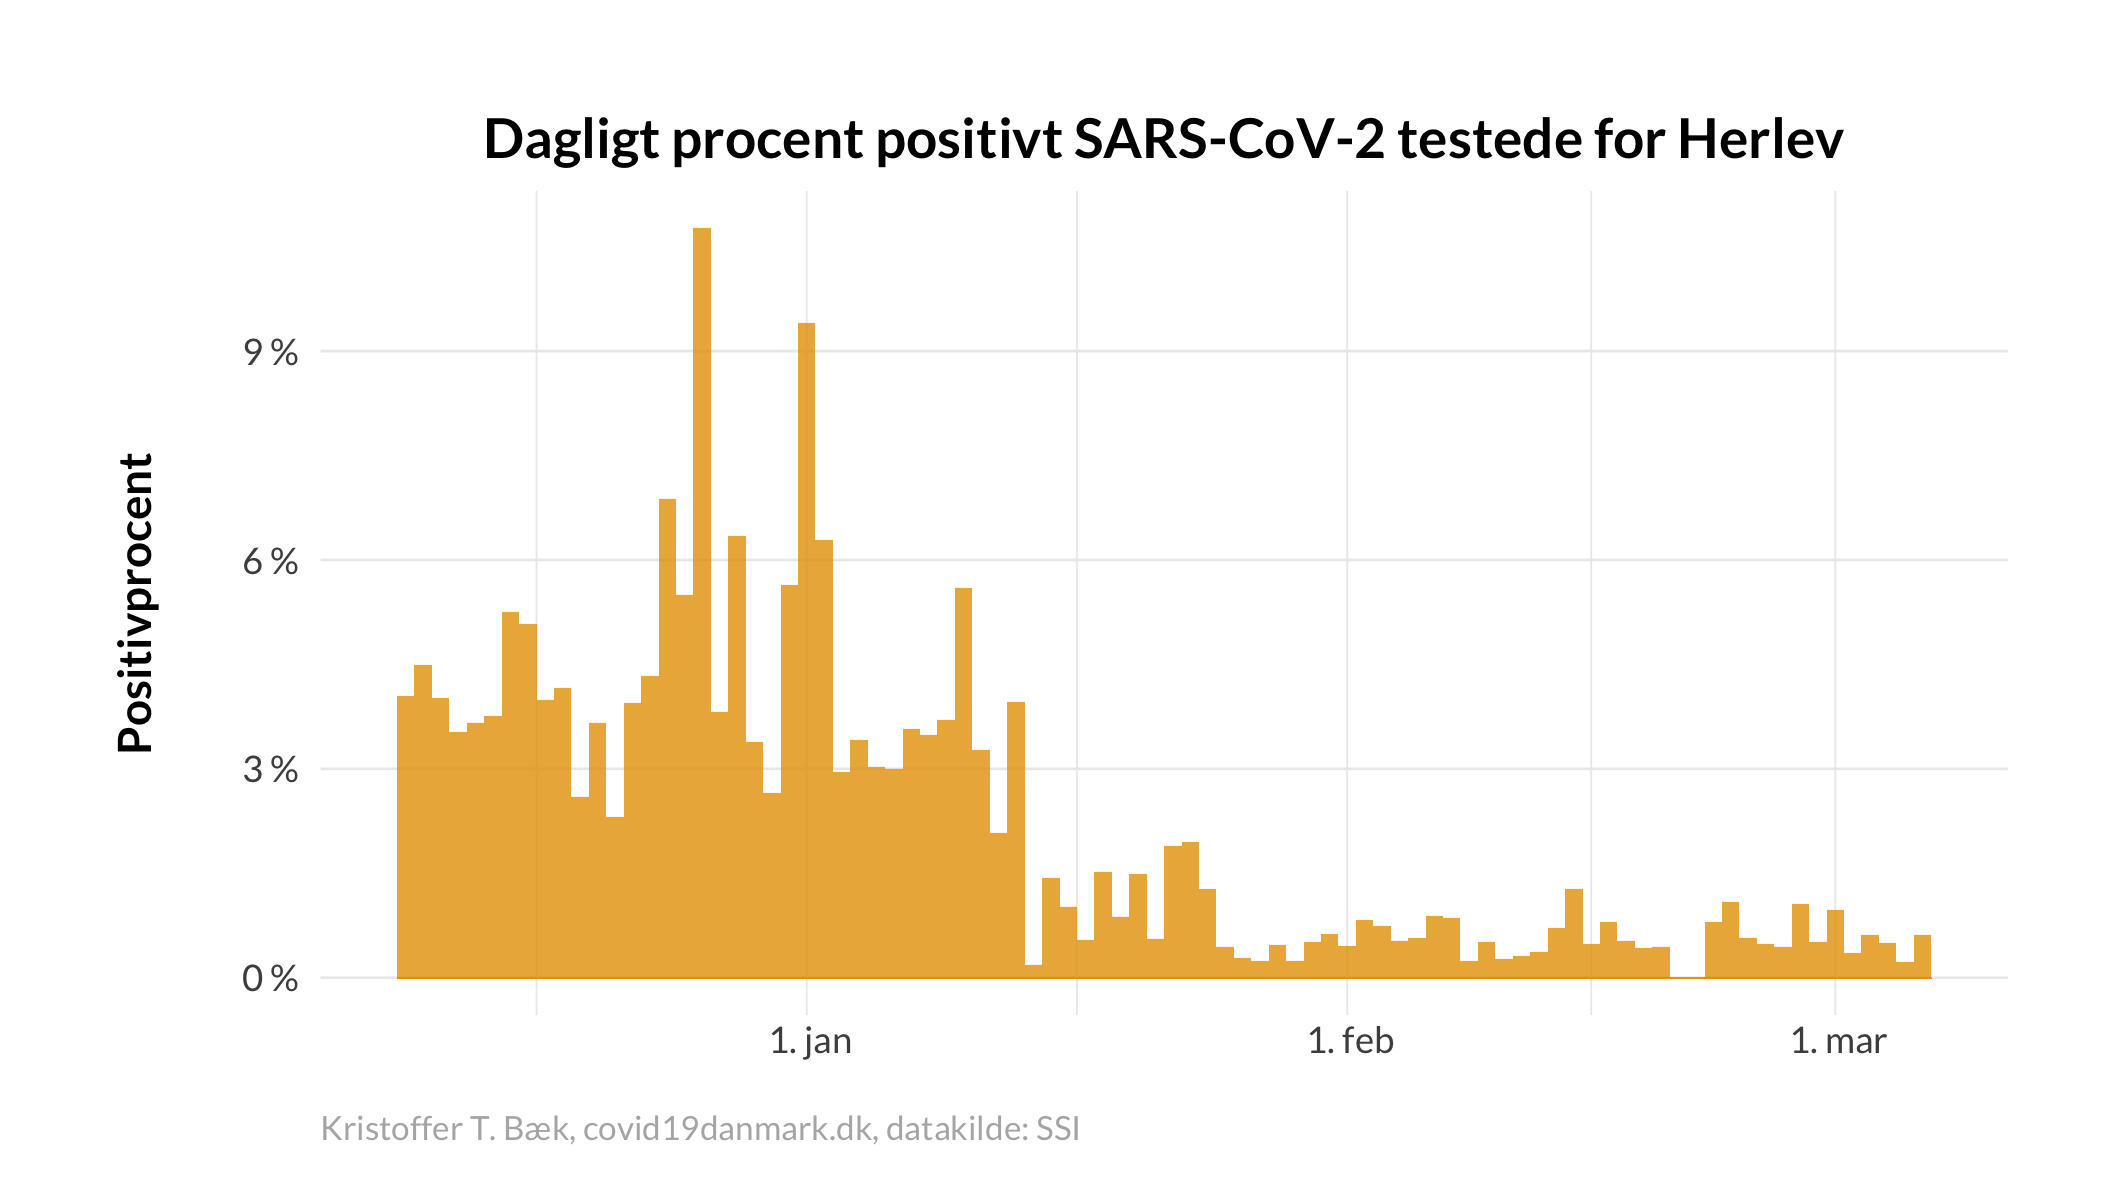 Dagligt procent positivt SARS-CoV-2 testede for Herlev
Positivprocent
9 %
6 %
3 %
0 %
1. jan
1. feb
1. mar
Kristoffer T. Bæk, covid19danmark.dk, datakilde: SSI